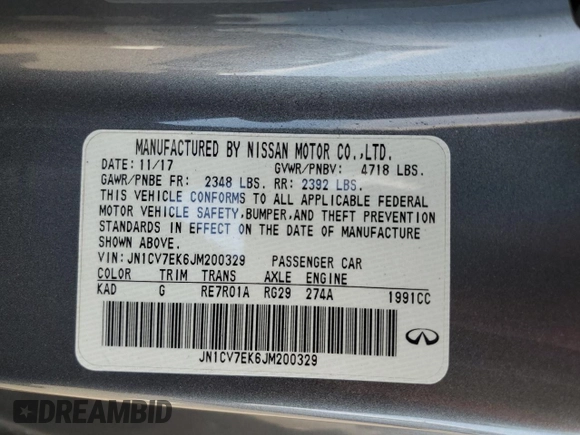 MANUFACTURED BY NISSAN MOTOR CO.,LTD.
DATE: 11/17 GVWR/PNBV: 4718 LBS.
GAWR/PNBE FR: 2348 LBS. RR: 2392 LBS.
THIS VEHICLE CONFORMS TO ALL APPLICABLE FEDERAL
MOTOR VEHICLE SAFETY,BUMPER,AND THEFT PREVENTION
STANDARDS IN EFFECT ON THE DATE OF MANUFACTURE
SHOWN ABOVE.
VIN: JN1CV7EK6JM200329 PASSENGER CAR
COLOR TRIM TRANS AXLE ENGINE
KAD G RE7R01A RG29 274A 1991CC
JN1CV7EK6JM200329
DREAMBID